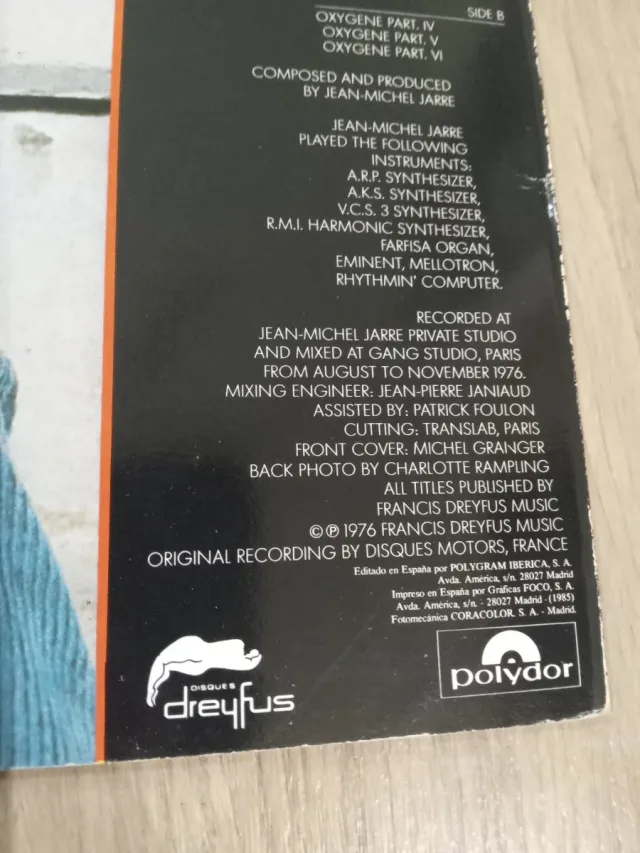 SIDE B
OXYGENE PART. IV
OXYGENE PART. V
OXYGENE PART. VI
COMPOSED AND PRODUCED
BY JEAN-MICHEL JARRE
JEAN-MICHEL JARRE
PLAYED THE FOLLOWING
INSTRUMENTS:
A.R.P. SYNTHESIZER,
A.K.S. SYNTHESIZER,
V.C.S. 3 SYNTHESIZER,
R.M.I. HARMONIC SYNTHESIZER,
FARFISA ORGAN,
EMINENT, MELLOTRON,
RHYTHMIN' COMPUTER.
RECORDED AT
JEAN-MICHEL JARRE PRIVATE STUDIO
AND MIXED AT GANG STUDIO, PARIS
FROM AUGUST TO NOVEMBER 1976.
MIXING ENGINEER: JEAN-PIERRE JANIAUD
ASSISTED BY: PATRICK FOULON
CUTTING: TRANSLAB, PARIS
FRONT COVER: MICHEL GRANGER
BACK PHOTO BY CHARLOTTE RAMPLING
ALL TITLES PUBLISHED BY
FRANCIS DREYFUS MUSIC
© ℗ 1976 FRANCIS DREYFUS MUSIC
ORIGINAL RECORDING BY DISQUES MOTORS, FRANCE
Editado en España por POLYGRAM IBERICA, S. A.
Avda. América, s/n. 28027 Madrid
Impreso en España por Gráficas FOCO, S. A.
Avda. América, s/n. - 28027 Madrid - (1985)
Fotomecánica CORACOLOR. S. A. - Madrid.
DISQUES
dreyfus
polydor